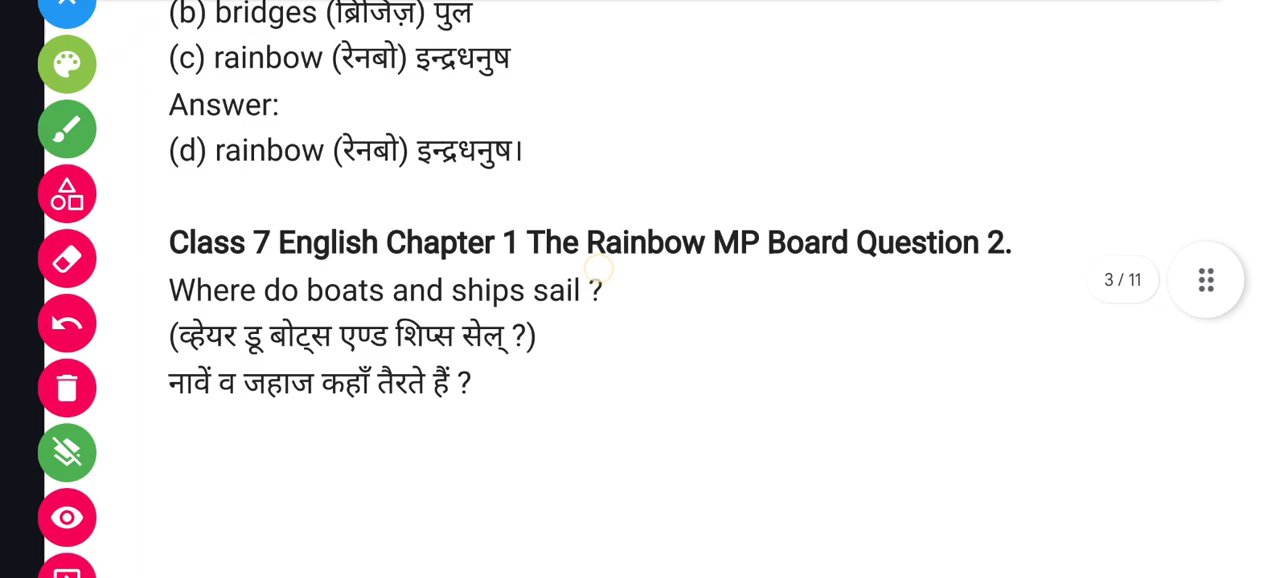 (b) bridges (ब्रिजिज़) पुल
(c) rainbow (रेनबो) इन्द्रधनुष
Answer:
(d) rainbow (रेनबो) इन्द्रधनुष।
Class 7 English Chapter 1 The Rainbow MP Board Question 2.
Where do boats and ships sail ?
3 / 11
(व्हेयर डू बोट्स एण्ड शिप्स सेल् ?)
नावें व जहाज कहाँ तैरते हैं ?